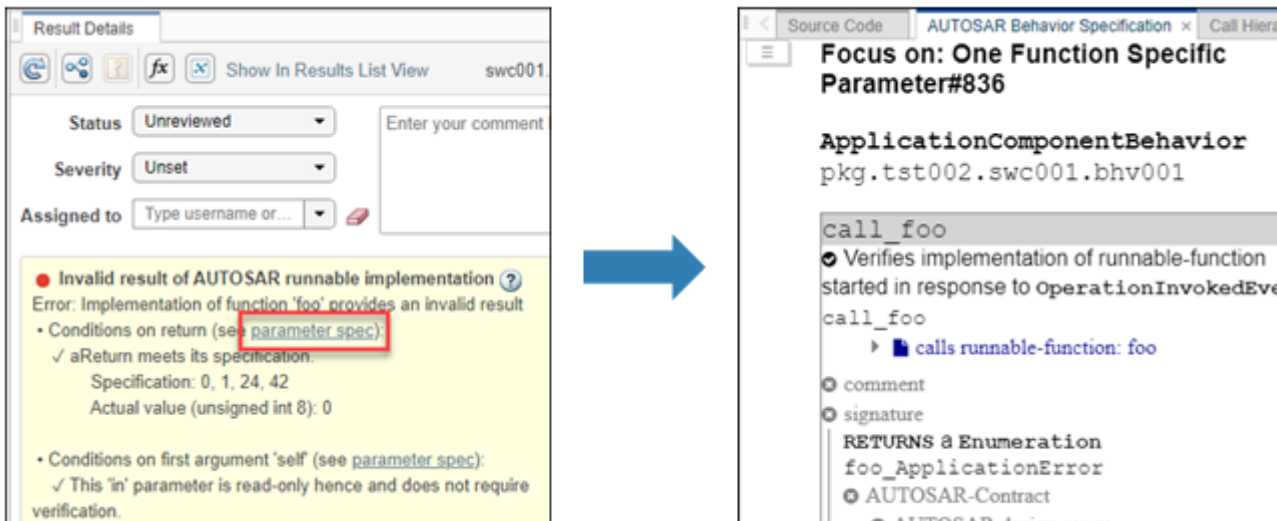 Result Details
fx x Show In Results List View swc001.
Status Unreviewed Enter your comment
Severity Unset
Assigned to Type username or...
Invalid result of AUTOSAR runnable implementation ?
Error: Implementation of function 'foo' provides an invalid result
• Conditions on return (see parameter spec):
✓ aReturn meets its specification.
Specification: 0, 1, 24, 42
Actual value (unsigned int 8): 0
• Conditions on first argument 'self' (see parameter spec):
✓ This 'in' parameter is read-only hence and does not require
verification.
Source Code AUTOSAR Behavior Specification × Call Hiera
Focus on: One Function Specific
Parameter#836
ApplicationComponentBehavior
pkg.tst002.swc001.bhv001
call_foo
Verifies implementation of runnable-function
started in response to OperationInvokedEve
call_foo
calls runnable-function: foo
comment
signature
RETURNS a Enumeration
foo_ApplicationError
AUTOSAR-Contract